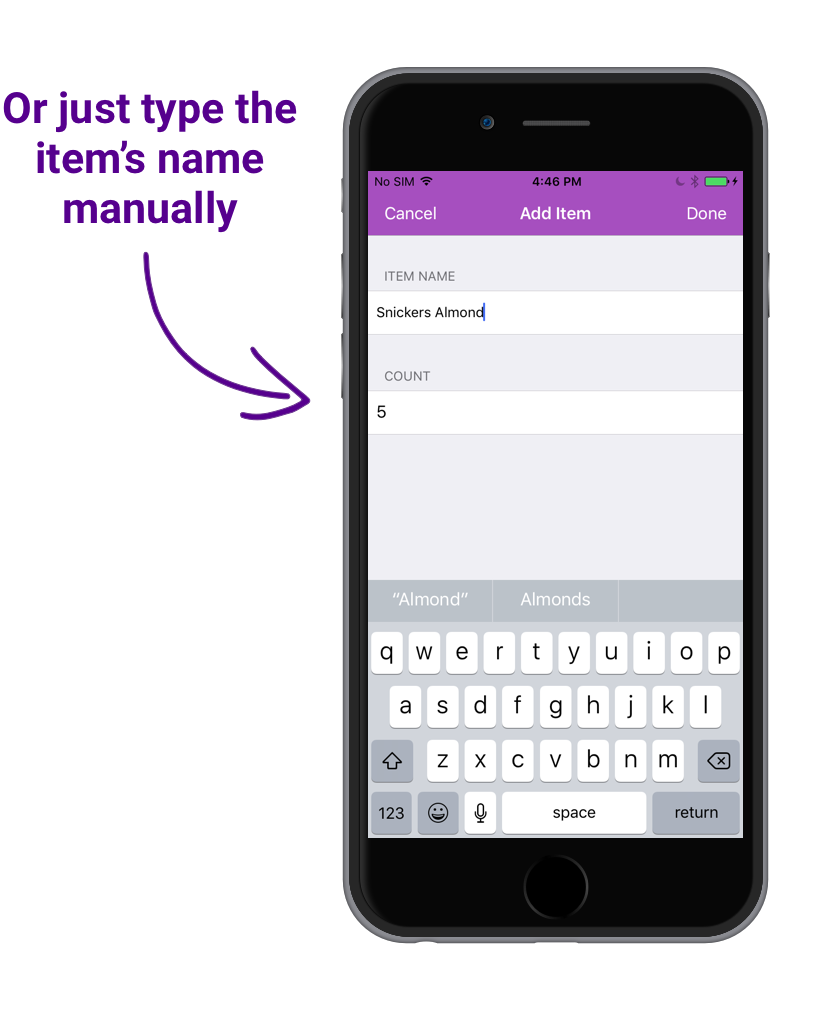 Or just type the
item’s name
manually
No SIM 4:46 PM
Cancel Add Item Done
ITEM NAME
Snickers Almond
COUNT
5
“Almond” Almonds
q w e r t y u i o p
a s d f g h j k l
z x c v b n m
123 space return